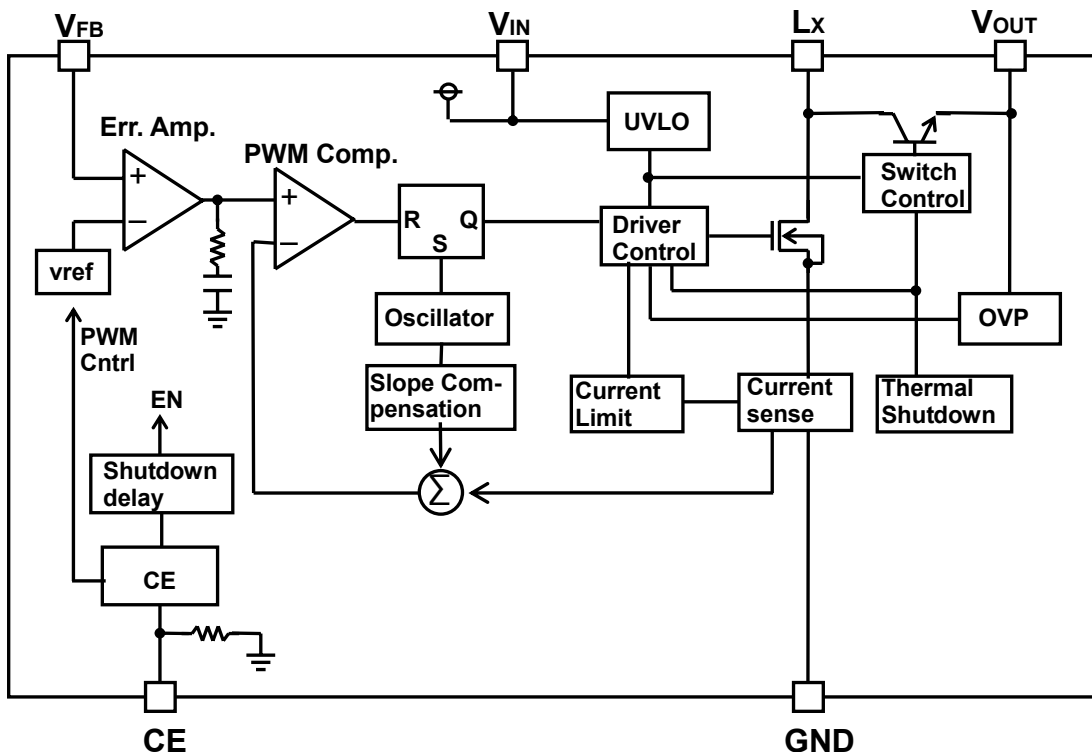 VFB
VIN
LX
VOUT
Err. Amp.
PWM Comp.
UVLO
Switch
Control
+
−
+
−
R
Q
S
Driver
Control
vref
Oscillator
OVP
PWM
Cntrl
Slope Com-
pensation
Current
Limit
Current
sense
Thermal
Shutdown
EN
Shutdown
delay
Σ
CE
CE
GND